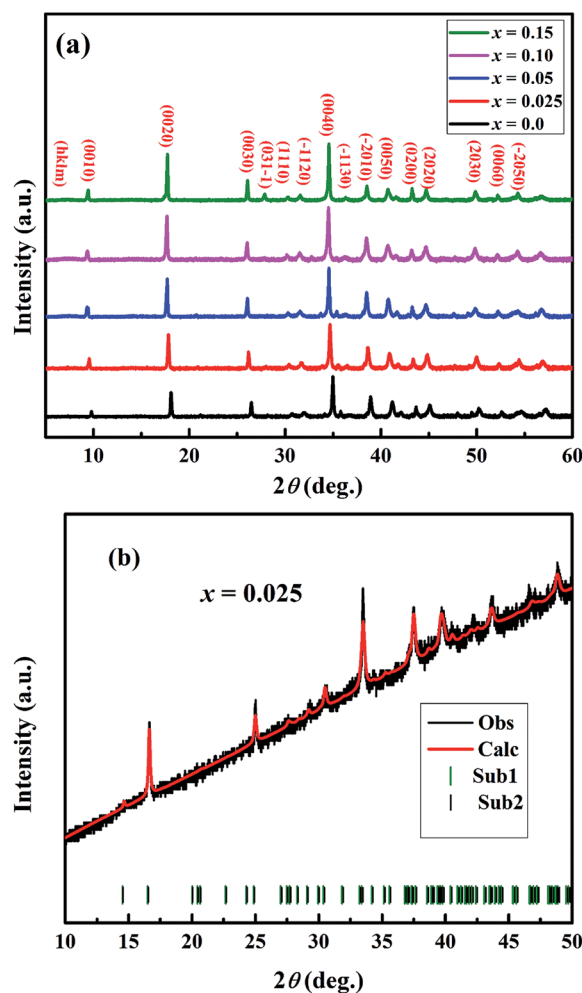 (a)
x = 0.15
x = 0.10
x = 0.05
x = 0.025
x = 0.0
(hklm)
(0010)
(0020)
(0030)
(031-1)
(1110)
(-1120)
(0040)
(-1130)
(-2010)
(0050)
(0200)
(2020)
(2030)
(0060)
(-2050)
Intensity (a.u.)
10 20 30 40 50 60
2θ (deg.)
(b)
x = 0.025
Obs
Calc
Sub1
Sub2
Intensity (a.u.)
10 15 20 25 30 35 40 45 50
2θ (deg.)